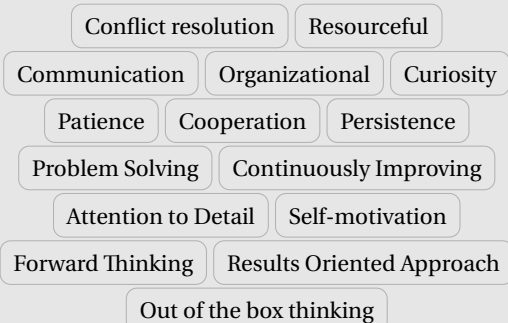 Conflict resolution Resourceful
Communication Organizational Curiosity
Patience Cooperation Persistence
Problem Solving Continuously Improving
Attention to Detail Self-motivation
Forward Thinking Results Oriented Approach
Out of the box thinking